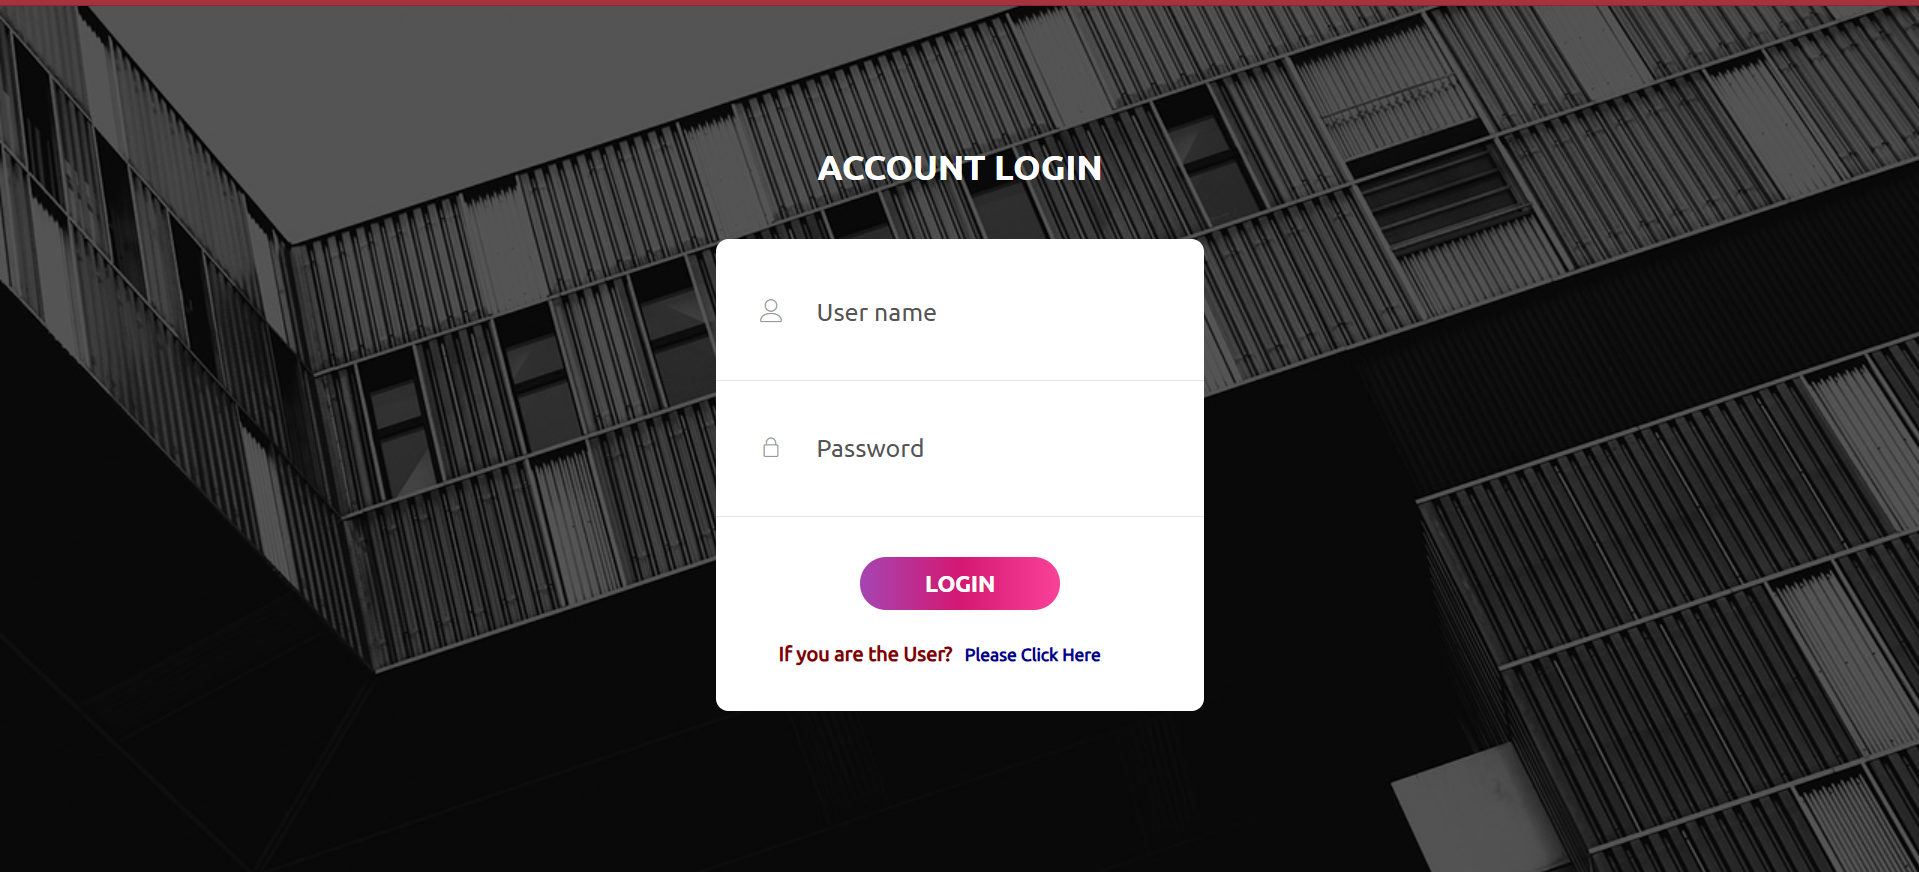 ACCOUNT LOGIN
User name
Password
LOGIN
If you are the User? Please Click Here